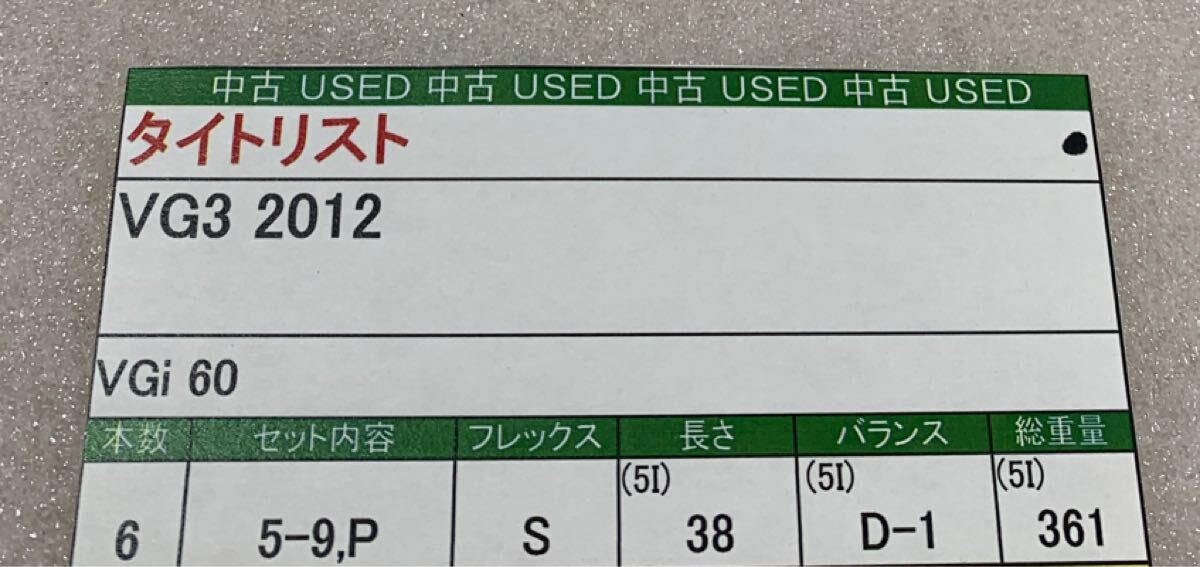 中古 USED 中古 USED 中古 USED 中古 USED
タイトリスト
VG3 2012
VGi 60
本数 セット内容 フレックス 長さ バランス 総重量
(5I) (5I) (5I)
6 5-9,P S 38 D-1 361